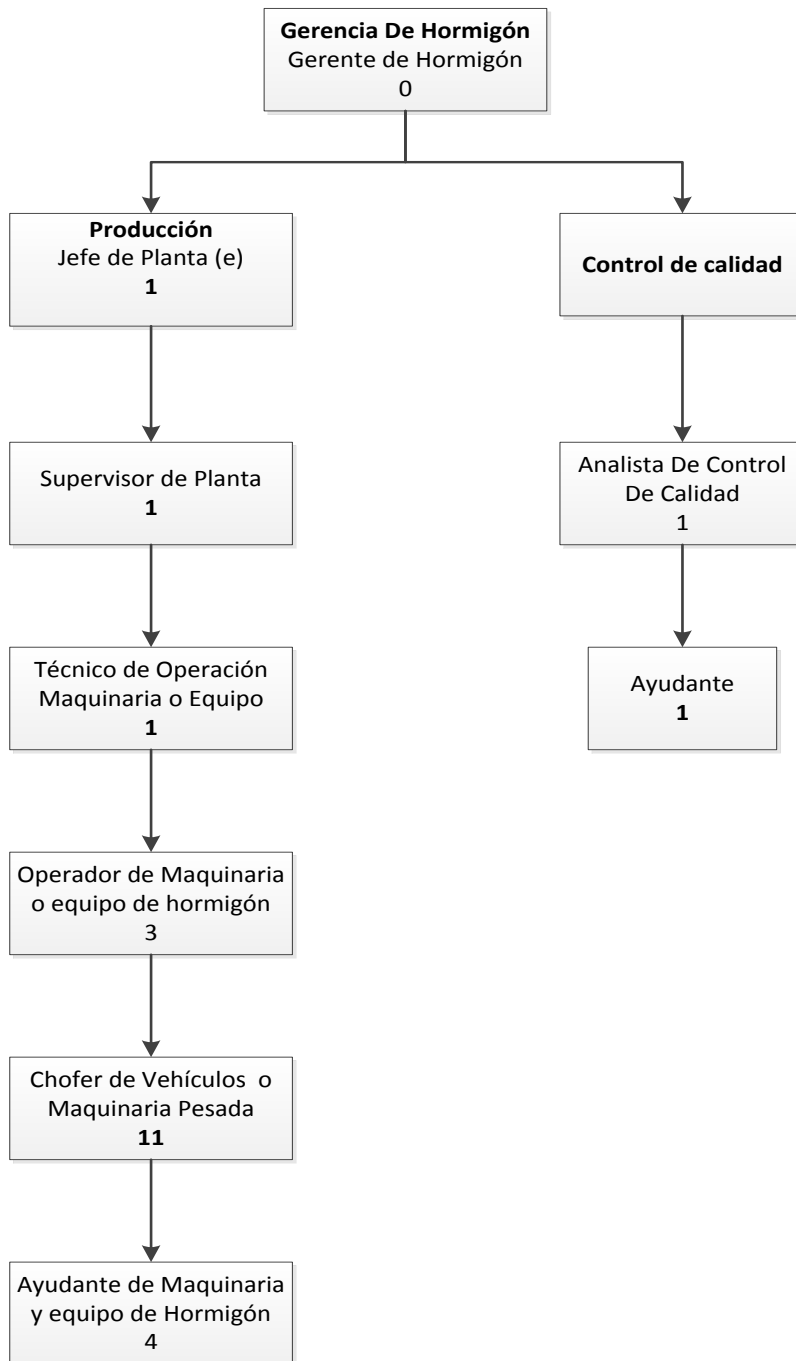 Gerencia De Hormigón
Gerente de Hormigón
0
Producción
Jefe de Planta (e)
1
Control de calidad
Supervisor de Planta
1
Analista De Control
De Calidad
1
Técnico de Operación
Maquinaria o Equipo
1
Ayudante
1
Operador de Maquinaria
o equipo de hormigón
3
Chofer de Vehículos o
Maquinaria Pesada
11
Ayudante de Maquinaria
y equipo de Hormigón
4